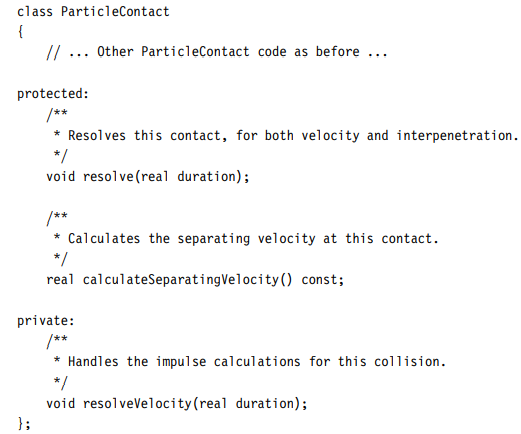 class ParticleContact
{
    // ... Other ParticleContact code as before ...

protected:
    /**
     * Resolves this contact, for both velocity and interpenetration.
     */
    void resolve(real duration);

    /**
     * Calculates the separating velocity at this contact.
     */
    real calculateSeparatingVelocity() const;

private:
    /**
     * Handles the impulse calculations for this collision.
     */
    void resolveVelocity(real duration);
};